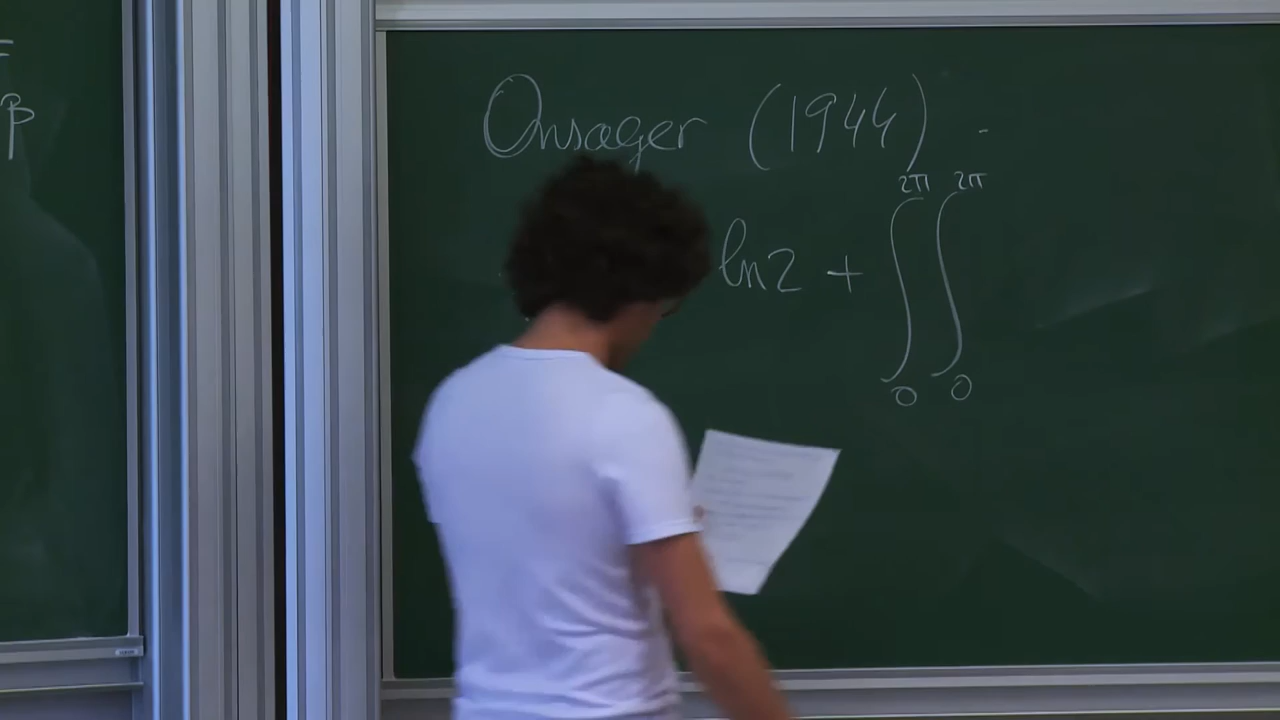 =
β
Onsager (1944)
2π 2π
ln2 + ∫∫
0 0